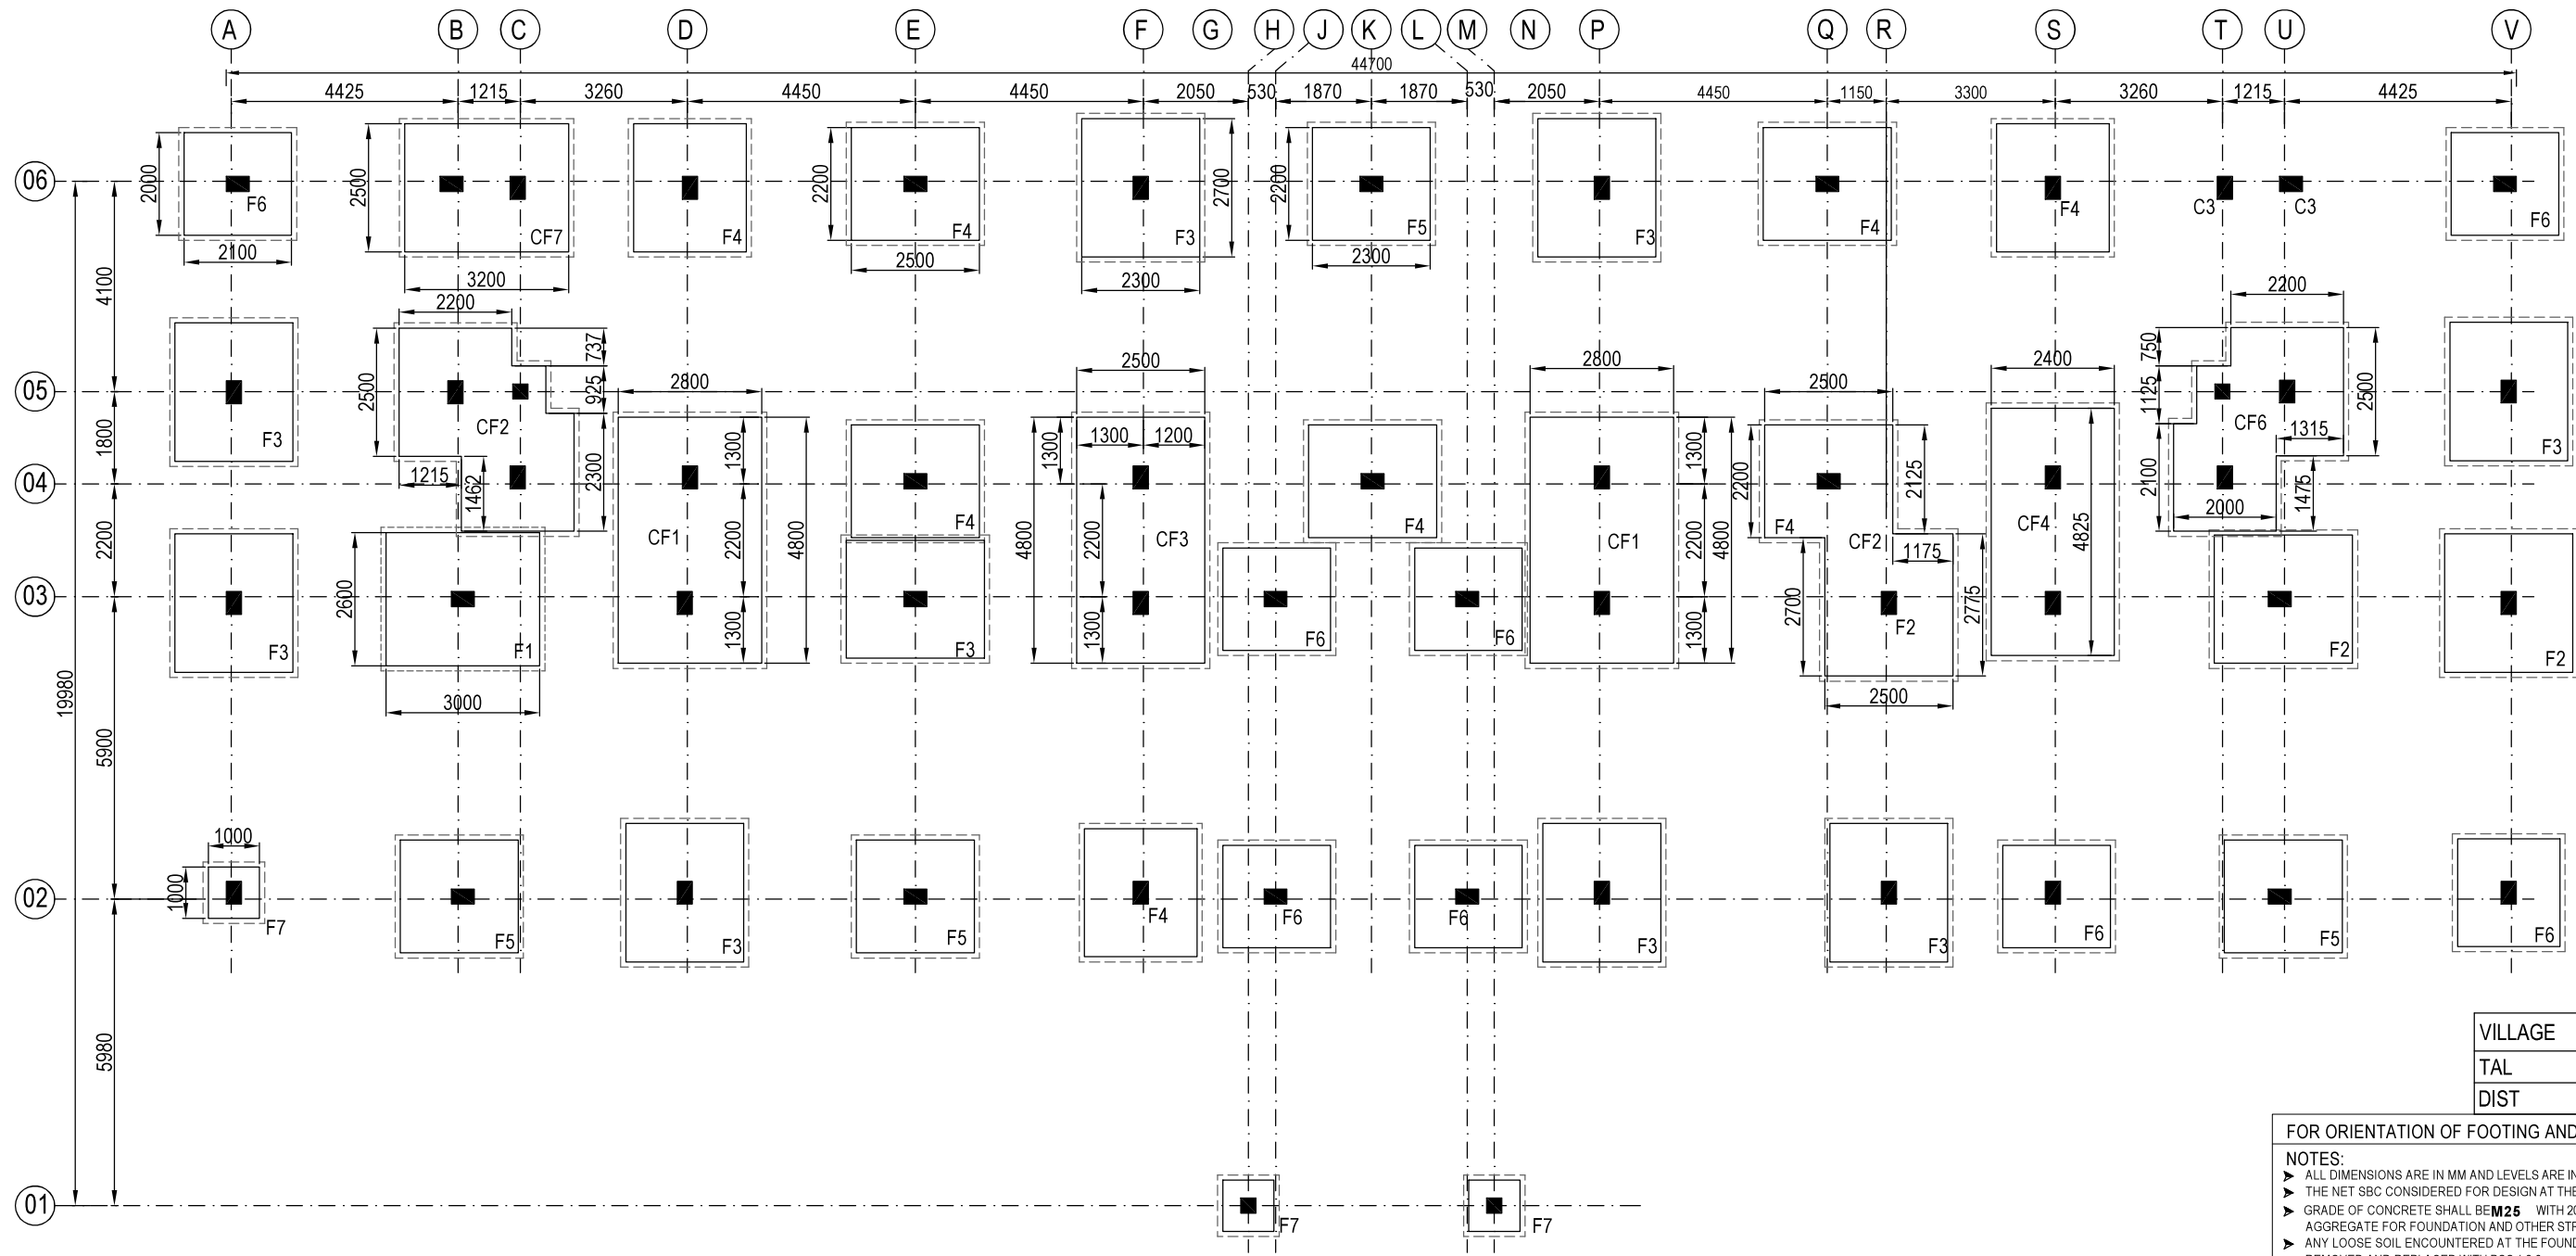 A B C D E F G H J K L M N P Q R S T U V
44700
4425 1215 3260 4450 4450 2050 530 1870 1870 530 2050 4450 1150 3300 3260 1215 4425
06
2000 2500 2200 2700 2200
F6 CF7 F4 F4 F3 F5 F3 F4 F4 C3 C3 F6
2100 3200 2500 2300 2300
4100
2200 2200
737 750
2500 2800 2400
05
2500 925 2800 2500 1125 2500
F3 CF2 CF6 F3
1800 1300 1300 1300 1200 1300 1315
04
1215 1462 2300 2200 2125 2100 2000 1475
F4 F4 F4
2200 CF1 2200 4800 4800 2200 CF3 CF1 2200 4800 CF2 CF4 4825
1175
03
2600 1300 1300 1300 2700 2775
F3 F1 F3 F6 F6 F2 F2 F2
19980
3000 2500
5900
1000
1000
02
F7 F5 F3 F5 F4 F6 F6 F3 F3 F6 F5 F6
5980
01
F7 F7
VILLAGE
TAL
DIST
FOR ORIENTATION OF FOOTING AND
NOTES:
ALL DIMENSIONS ARE IN MM AND LEVELS ARE IN
THE NET SBC CONSIDERED FOR DESIGN AT THE
GRADE OF CONCRETE SHALL BE M25 WITH 20
AGGREGATE FOR FOUNDATION AND OTHER STR
ANY LOOSE SOIL ENCOUNTERED AT THE FOUND